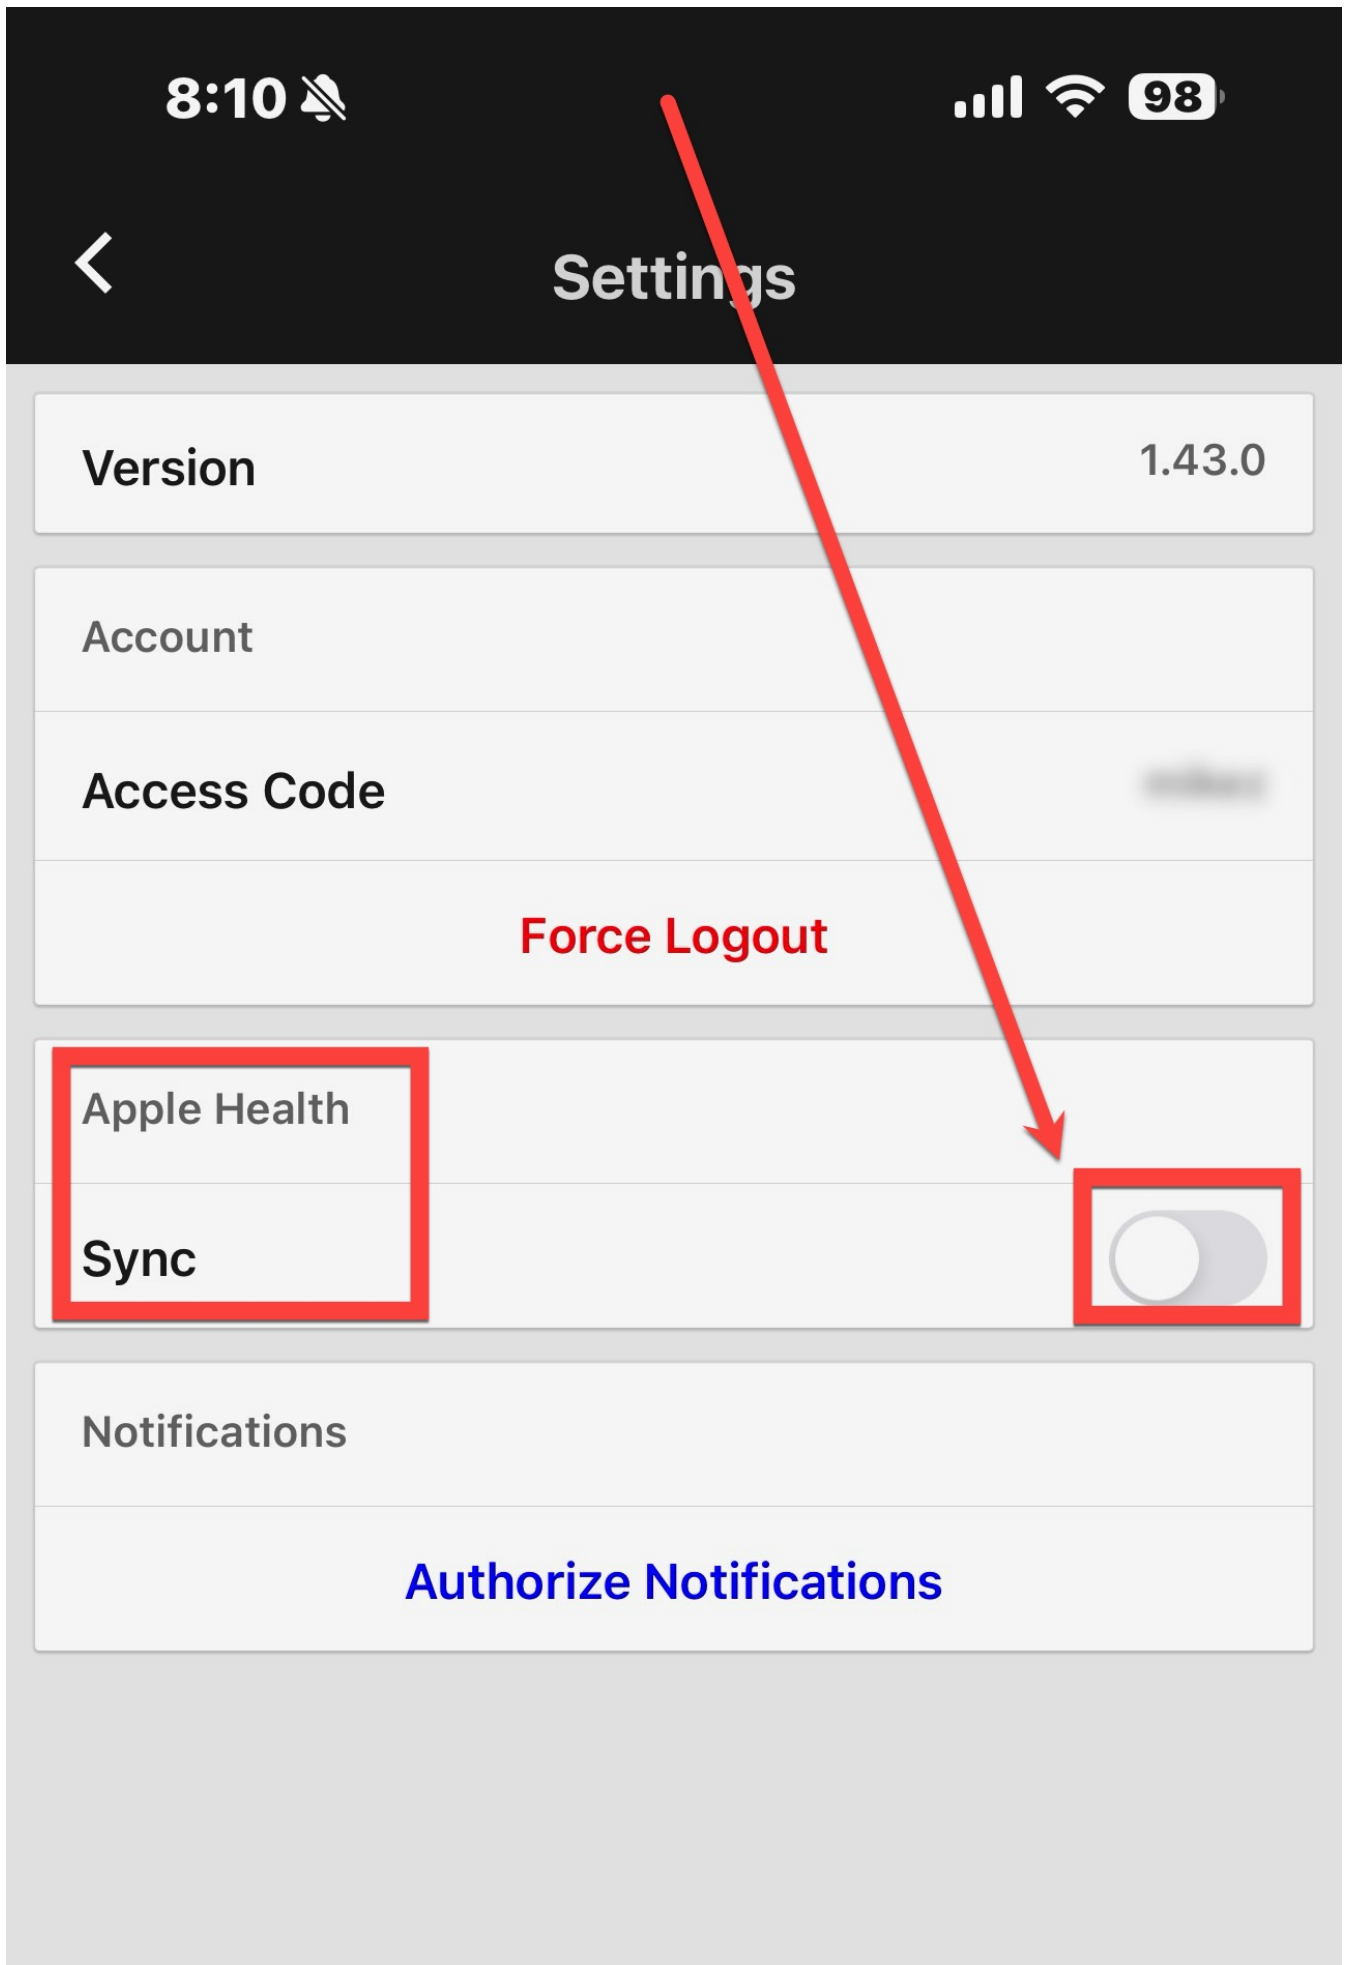 8:10 98
Settings
Version 1.43.0
Account
Access Code
Force Logout
Apple Health
Sync
Notifications
Authorize Notifications